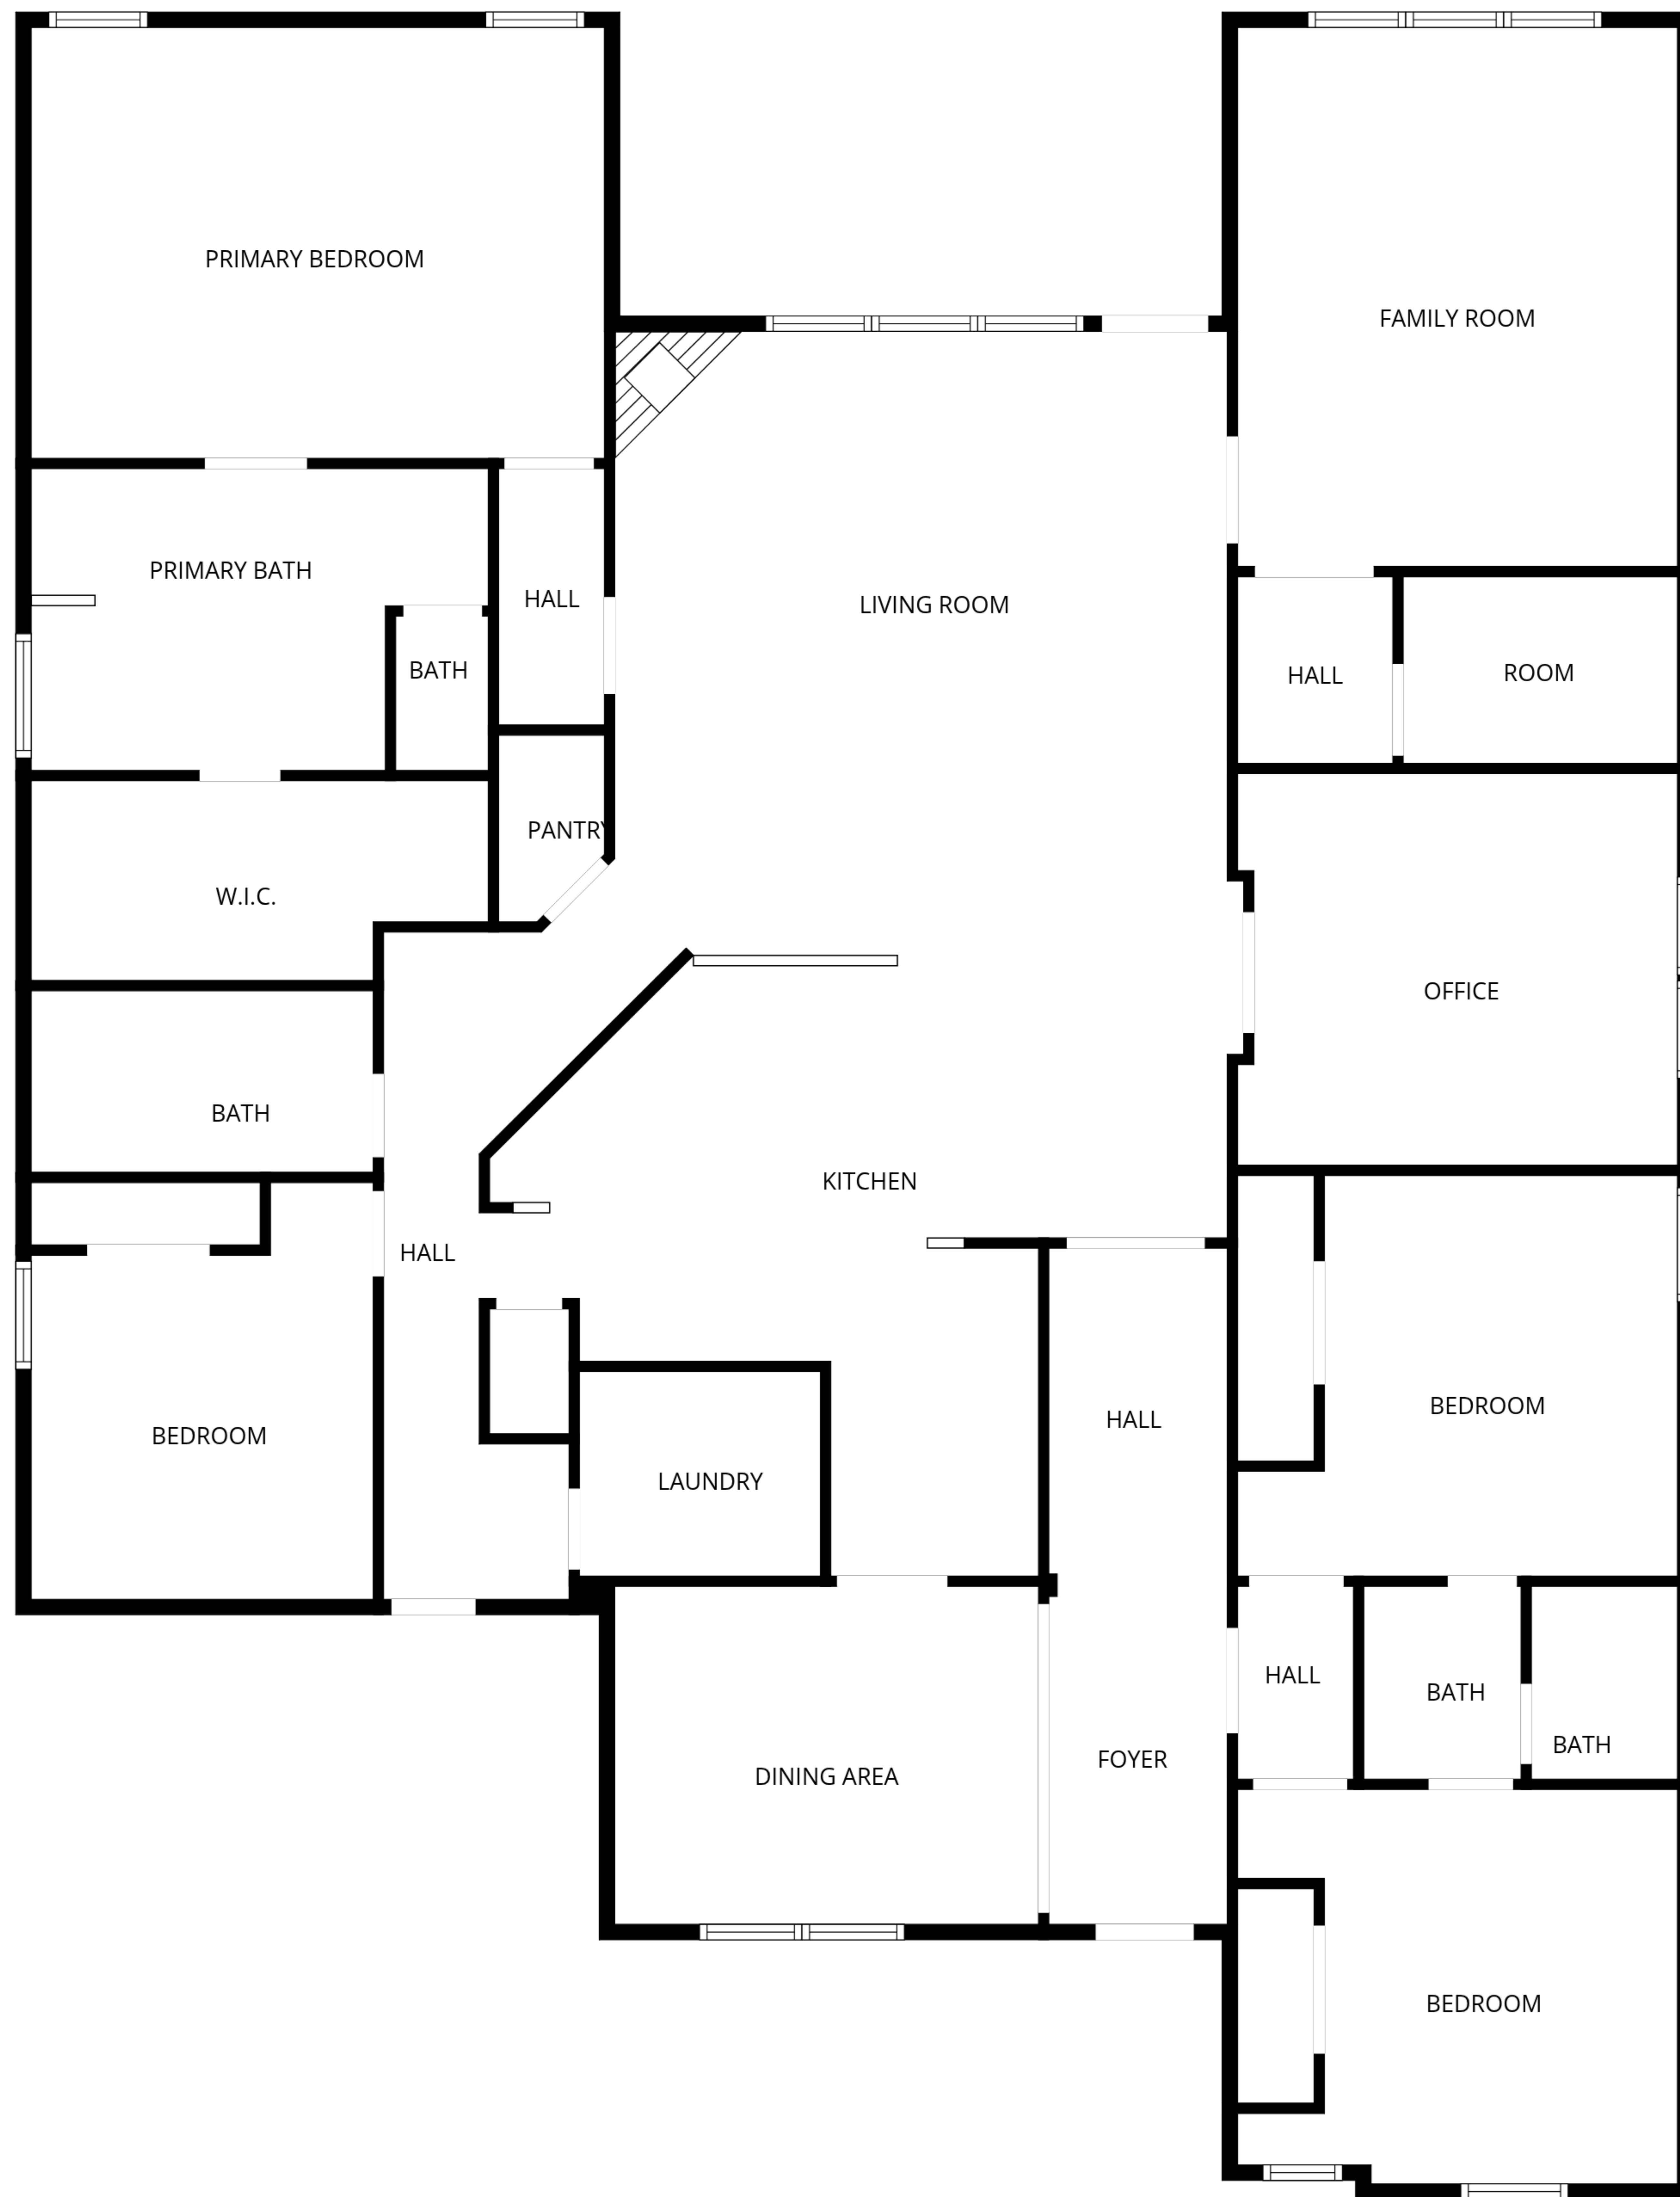 PRIMARY BEDROOM
FAMILY ROOM
PRIMARY BATH
HALL
LIVING ROOM
BATH
HALL
ROOM
PANTRY
W.I.C.
OFFICE
BATH
KITCHEN
HALL
BEDROOM
HALL
BEDROOM
LAUNDRY
HALL
BATH
BATH
FOYER
DINING AREA
BEDROOM